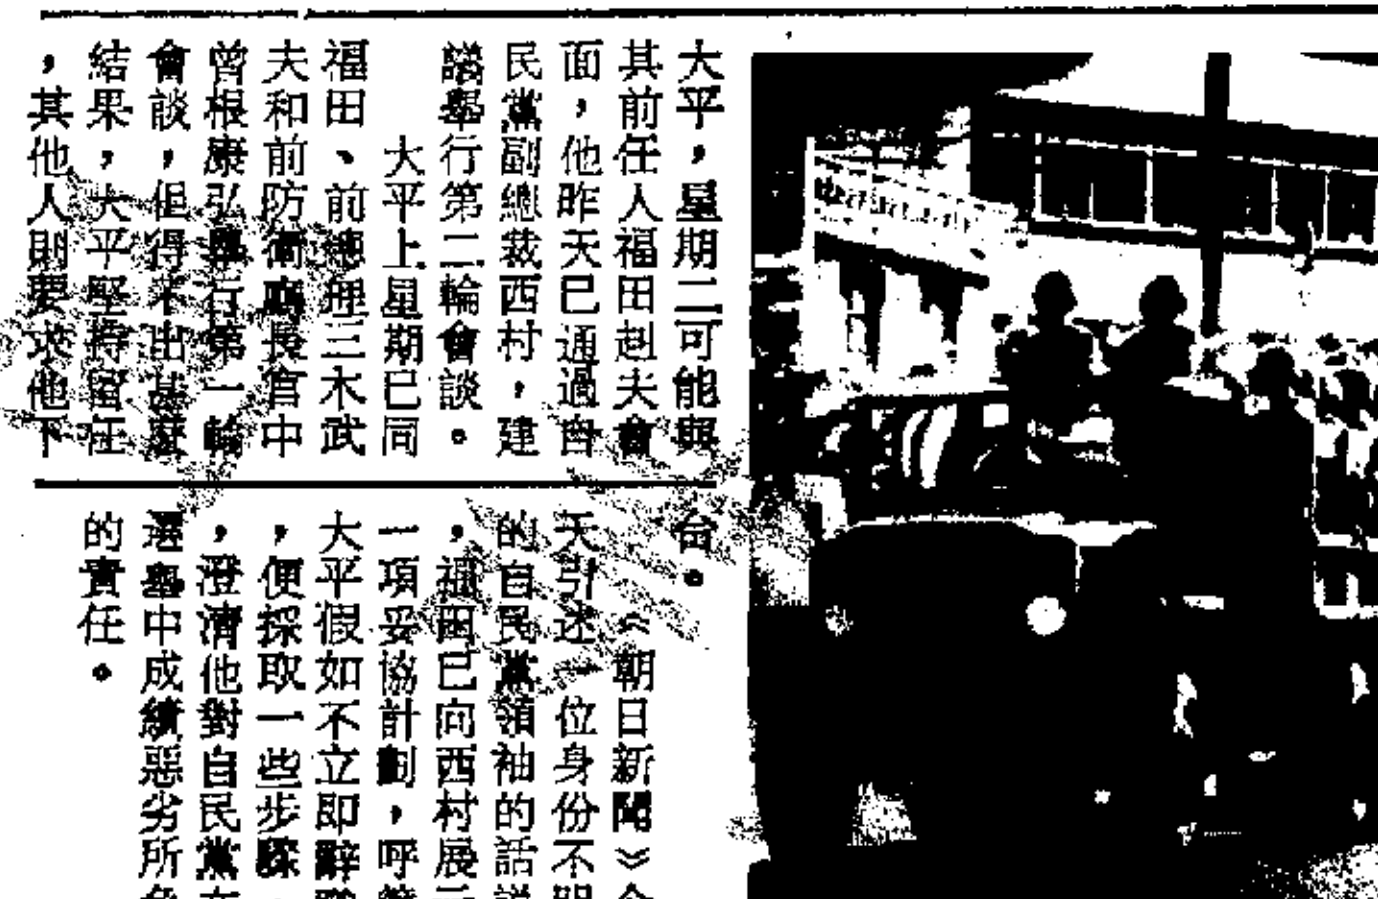 大平，星期二可能與
其前任人福田赳夫會
面，他昨天已通過自
民黨副總裁西村，建
議舉行第二輪會談。
大平上星期已同
福田、前總理三木武
夫和前防衛廳長官中
曾根康弘舉行第一輪
會談，但得不出甚麼
結果，大平堅持留任
，其他人則要求他下
台。
《朝日新聞》今
天引述一位身份不明
的自民黨領袖的話說
，福田已向西村展示
一項妥協計劃，呼籲
大平假如不立即辭職
，便採取一些步驟，
，澄清他對自民黨在
選舉中成績惡劣所負
的責任。